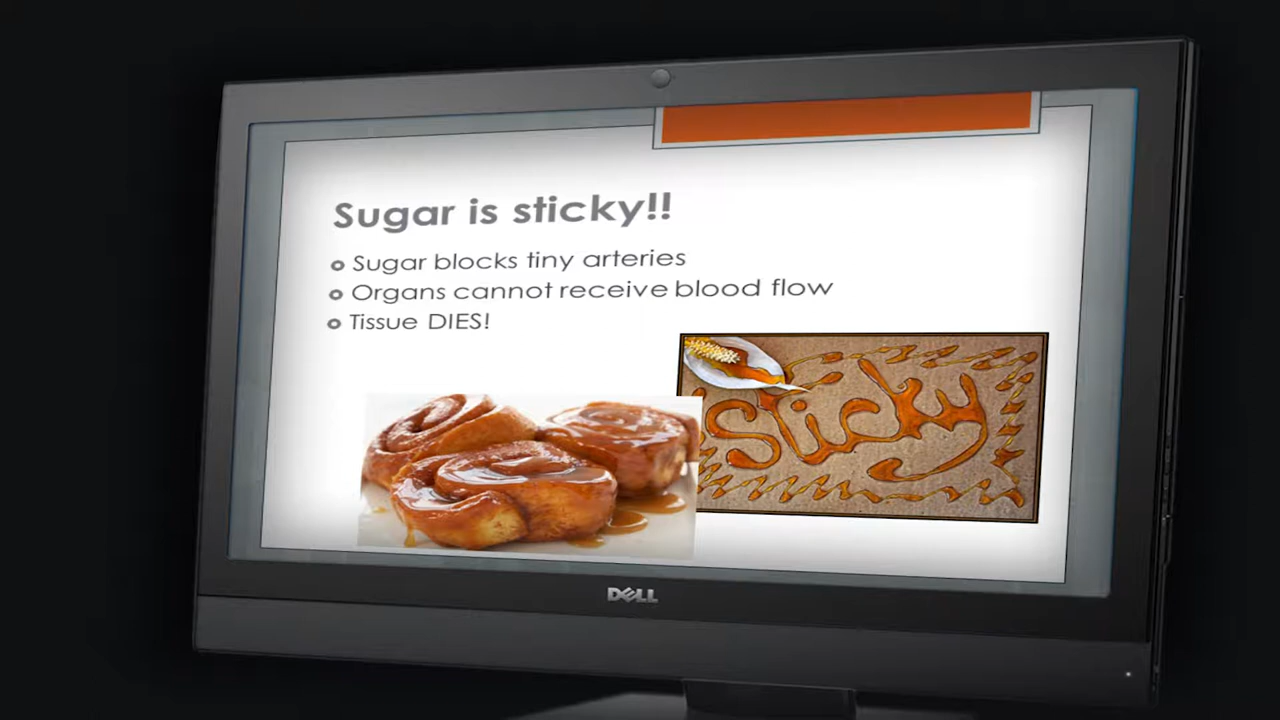 Sugar is sticky!!
Sugar blocks tiny arteries
Organs cannot receive blood flow
Tissue DIES!
sticky
DELL